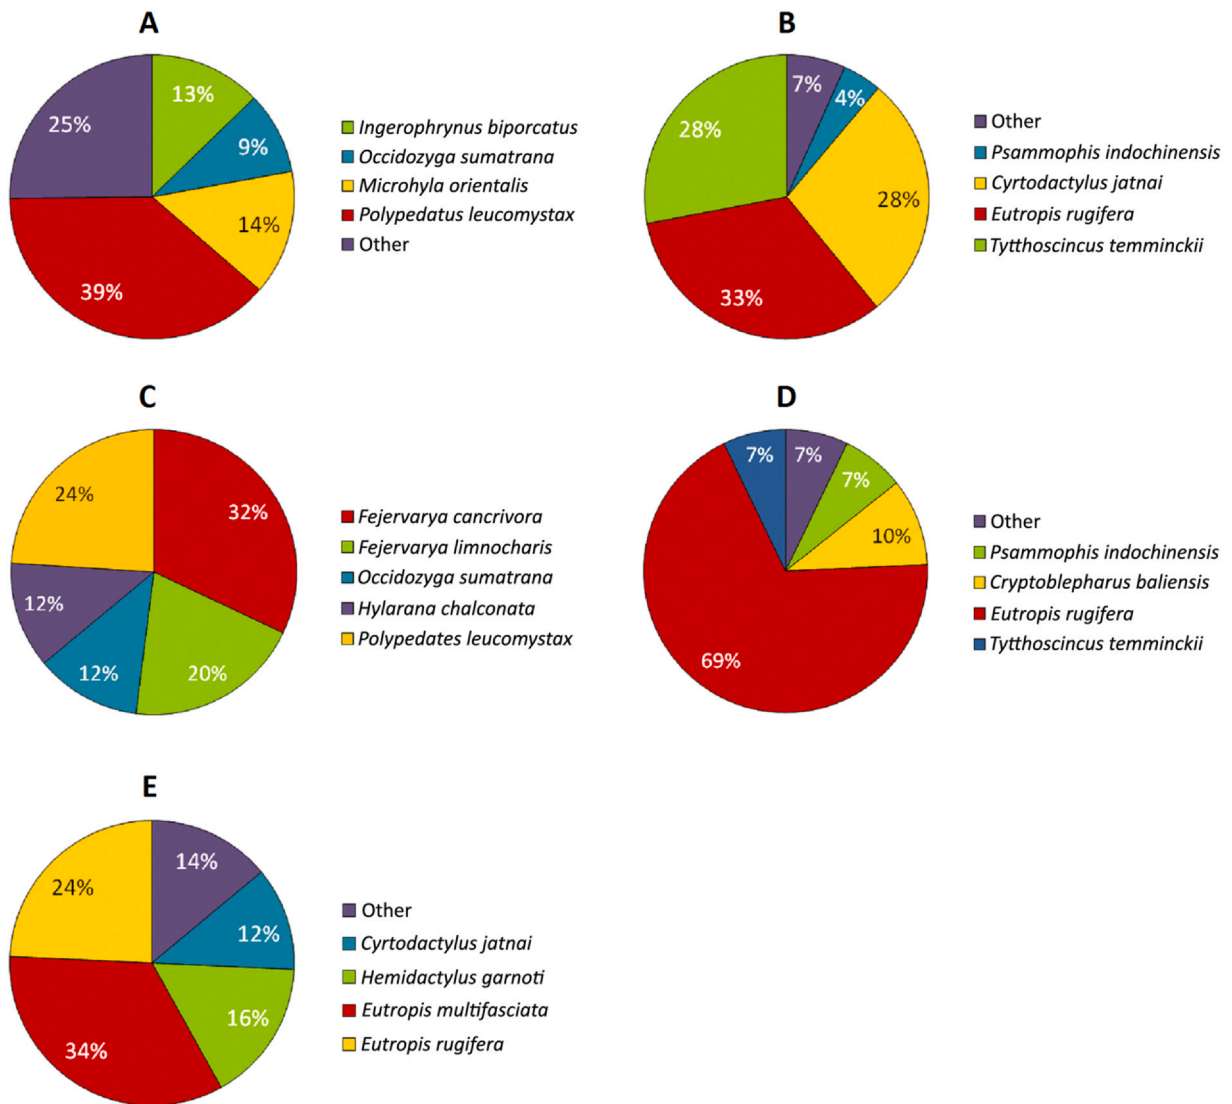 A
13%
9%
14%
39%
25%
Ingerophrynus biporcatus
Occidozyga sumatrana
Microhyla orientalis
Polypedatus leucomystax
Other
B
7%
4%
28%
33%
28%
Other
Psammophis indochinensis
Cyrtodactylus jatnai
Eutropis rugifera
Tytthoscincus temminckii
C
32%
20%
12%
12%
24%
Fejervarya cancrivora
Fejervarya limnocharis
Occidozyga sumatrana
Hylarana chalconata
Polypedates leucomystax
D
7%
7%
10%
69%
7%
Other
Psammophis indochinensis
Cryptoblepharus baliensis
Eutropis rugifera
Tytthoscincus temminckii
E
14%
12%
16%
34%
24%
Other
Cyrtodactylus jatnai
Hemidactylus garnoti
Eutropis multifasciata
Eutropis rugifera